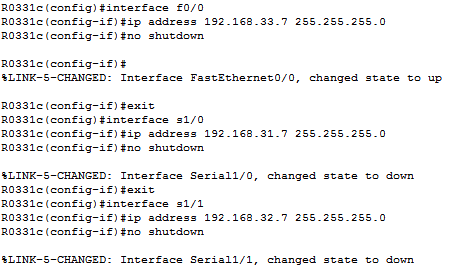 R0331c(config)#interface f0/0
R0331c(config-if)#ip address 192.168.33.7 255.255.255.0
R0331c(config-if)#no shutdown
R0331c(config-if)#
%LINK-5-CHANGED: Interface FastEthernet0/0, changed state to up
R0331c(config-if)#exit
R0331c(config)#interface s1/0
R0331c(config-if)#ip address 192.168.31.7 255.255.255.0
R0331c(config-if)#no shutdown
%LINK-5-CHANGED: Interface Serial1/0, changed state to down
R0331c(config-if)#exit
R0331c(config)#interface s1/1
R0331c(config-if)#ip address 192.168.32.7 255.255.255.0
R0331c(config-if)#no shutdown
%LINK-5-CHANGED: Interface Serial1/1, changed state to down